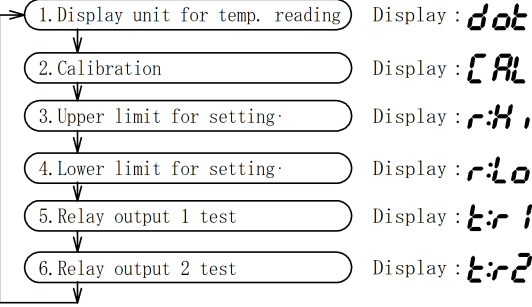 1.Display unit for temp. reading Display : dot
2.Calibration Display : CAL
3.Upper limit for setting· Display : r:Hi
4.Lower limit for setting· Display : r:Lo
5.Relay output 1 test Display : t:r1
6.Relay output 2 test Display : t:r2